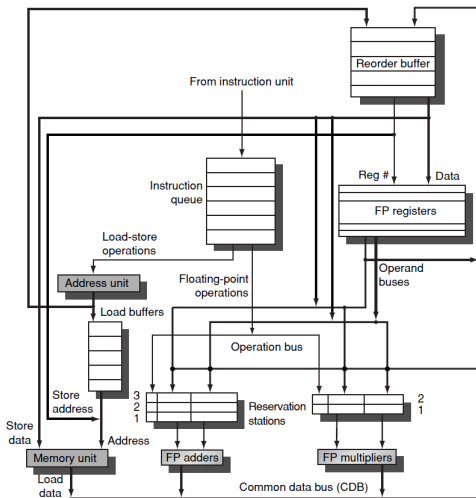 Reorder buffer
From instruction unit
Reg #
Data
Instruction
queue
FP registers
Load-store
operations
Operand
buses
Address unit
Floating-point
operations
Load buffers
Operation bus
Store
address
3
2
1
Reservation
stations
2
1
Store
data
Address
Memory unit
FP adders
FP multipliers
Load
data
Common data bus (CDB)